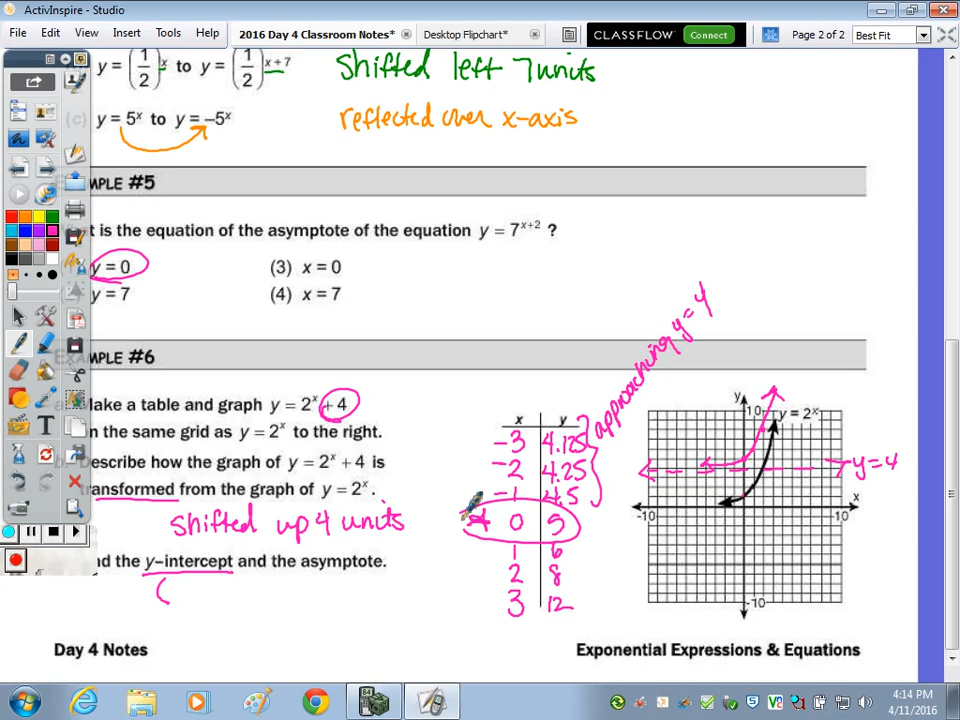 ActivInspire - Studio
File Edit View Insert Tools Help 2016 Day 4 Classroom Notes* Desktop Flipchart* CLASSFLOW Connect Page 2 of 2 Best Fit
y = (1/2)^x to y = (1/2)^(x + 7) shifted left 7 units
(c) y = 5^x to y = -5^x reflected over x-axis
MPLE #5
t is the equation of the asymptote of the equation y = 7^(x+2) ?
y = 0 (3) x = 0
y = 7 (4) x = 7
approaching y = 4
EXAMPLE #6
Make a table and graph y = 2^x + 4
n the same grid as y = 2^x to the right.
Describe how the graph of y = 2^x + 4 is
transformed from the graph of y = 2^x.
shifted up 4 units
nd the y-intercept and the asymptote.
(
x y
-3 4.125
-2 4.25
-1 4.5
0 5
1 6
2 8
3 12
y
10 y = 2^x
y = 4
x
-10 10
-10
Day 4 Notes Exponential Expressions & Equations
4:14 PM
4/11/2016